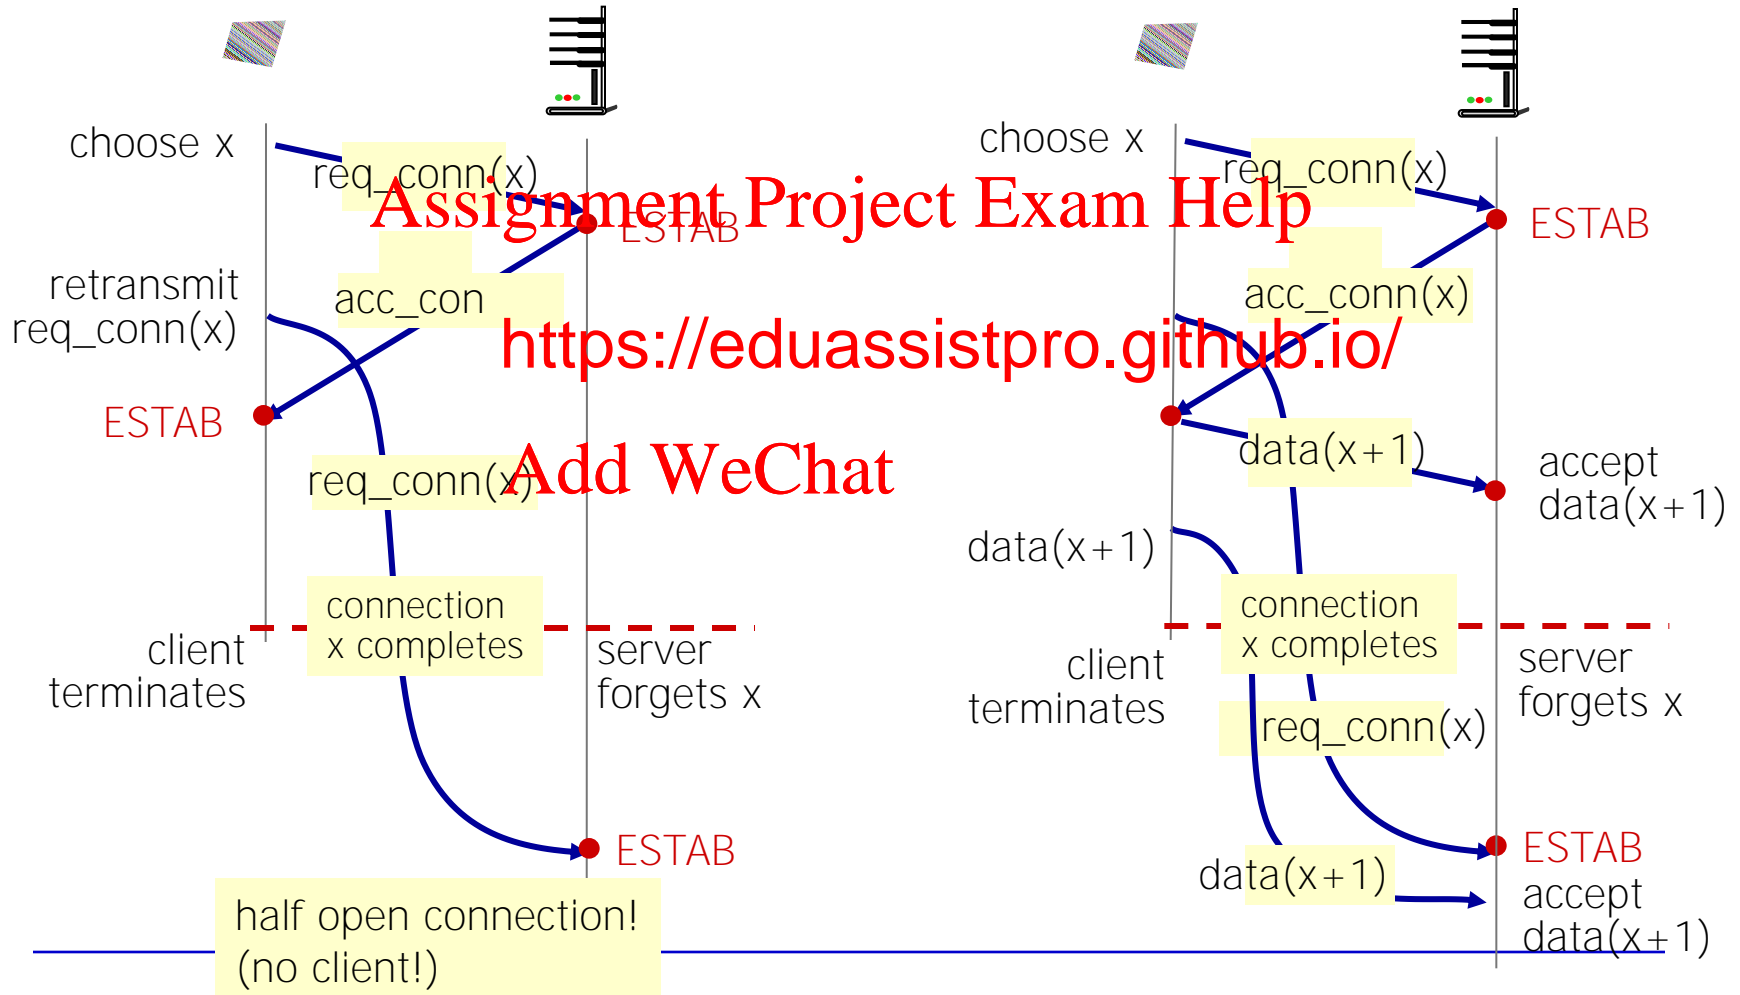 choose x
req_conn(x)
ESTAB
retransmit
req_conn(x)
acc_con
ESTAB
req_conn(x)
connection
x completes
client
terminates
server
forgets x
ESTAB
half open connection!
(no client!)
Assignment Project Exam Help
https://eduassistpro.github.io/
Add WeChat
choose x
req_conn(x)
ESTAB
acc_conn(x)
data(x+1)
accept
data(x+1)
data(x+1)
connection
x completes
client
terminates
server
forgets x
req_conn(x)
ESTAB
data(x+1)
accept
data(x+1)